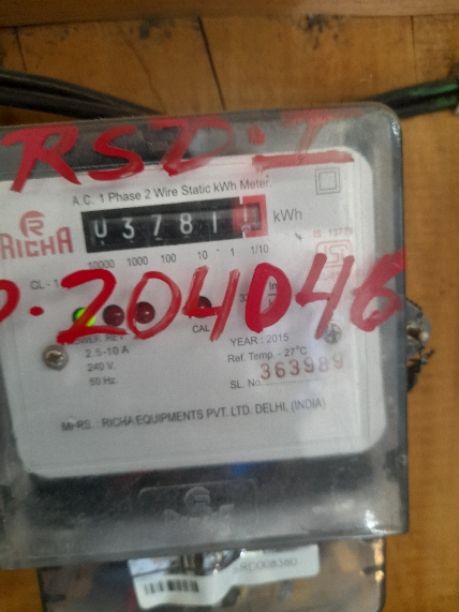 RSD.I
A.C. 1 Phase 2 Wire Static kWh Meter.
R
RICHA
03781 kWh
10000 1000 100 10 1 1/10
204046
CAL
2.5-10 A
240 V.
50 Hz.
YEAR : 2015
Ref. Temp. - 27°C
SL. No. 363989
M/RS. : RICHA EQUIPMENTS PVT. LTD. DELHI, (INDIA)